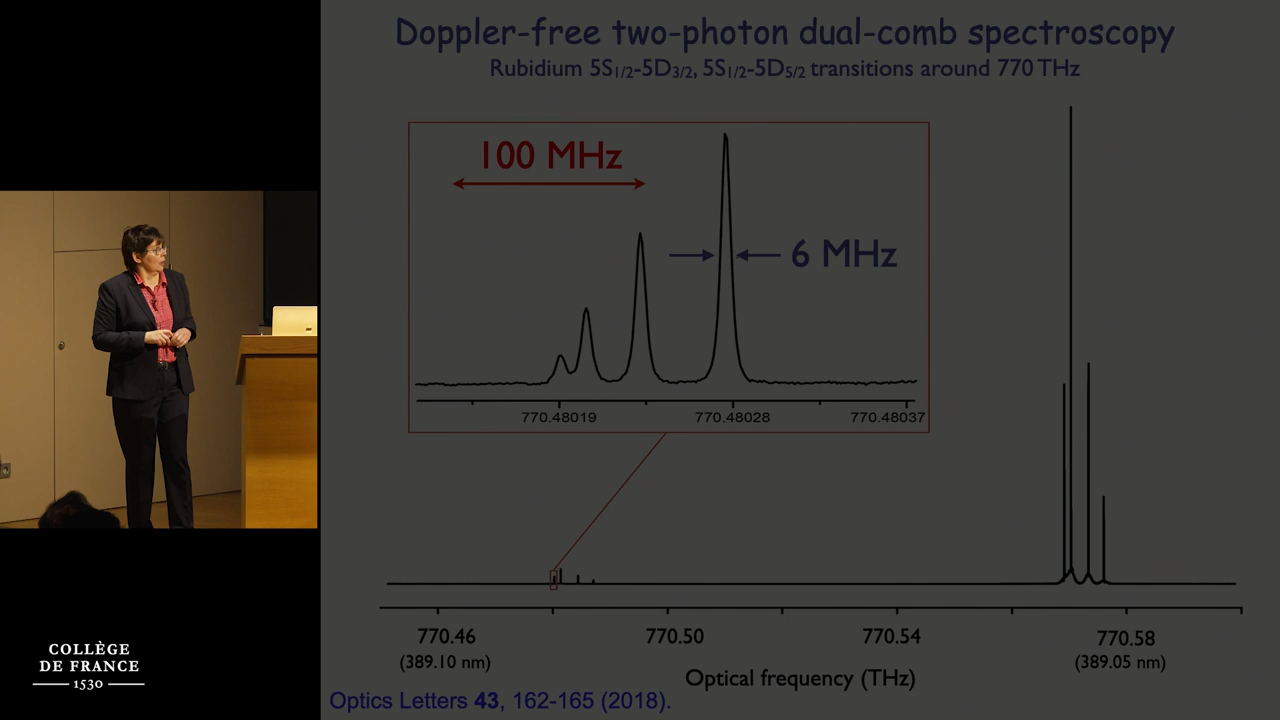 Doppler-free two-photon dual-comb spectroscopy
Rubidium 5S1/2-5D3/2, 5S1/2-5D5/2 transitions around 770 THz
100 MHz
6 MHz
770.48019 770.48028 770.48037
770.46 770.50 770.54 770.58
(389.10 nm) (389.05 nm)
Optical frequency (THz)
Optics Letters 43, 162-165 (2018).
COLLÈGE
DE FRANCE
1530